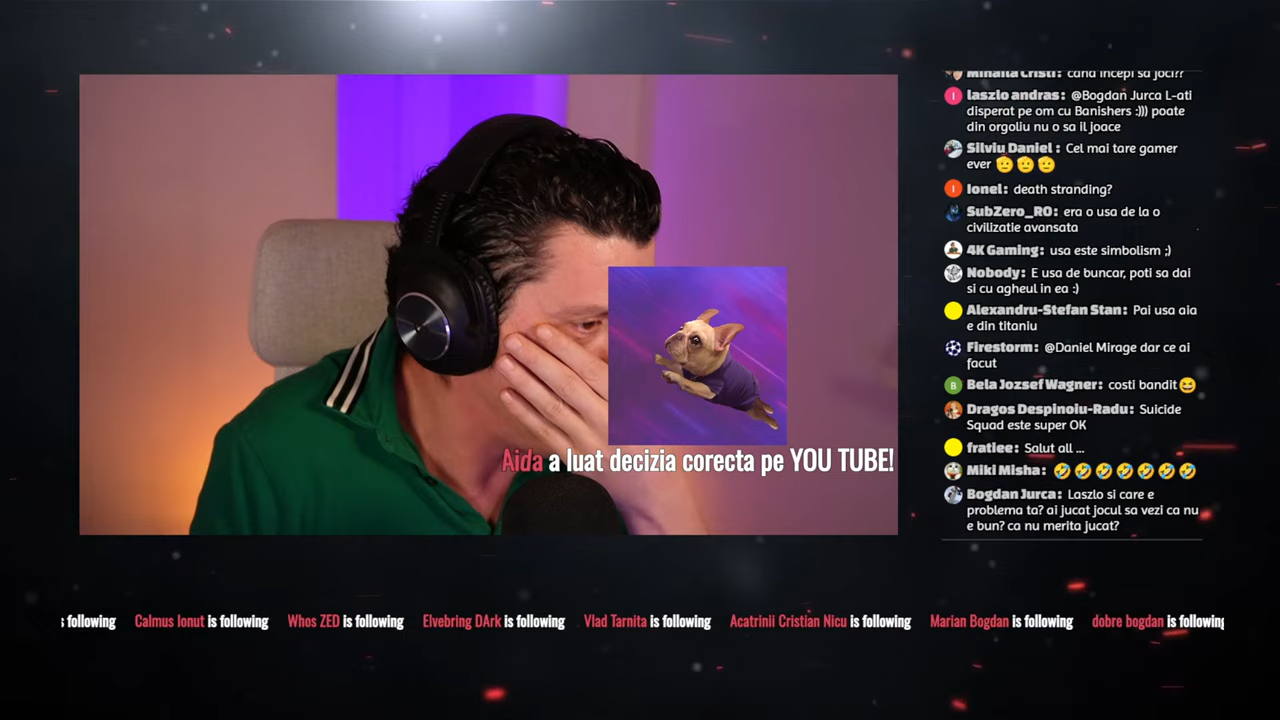 Mihaila Cristi: cand incepi sa joci??
laszlo andras: @Bogdan Jurca L-ati
disperat pe om cu Banishers :))) poate
din orgoliu nu o sa il joace
Silviu Daniel : Cel mai tare gamer
ever 🫡 🫡 🫡
I Ionel: death stranding?
SubZero_RO: era o usa de la o
civilizatie avansata
4K Gaming: usa este simbolism ;)
Nobody: E usa de buncar, poti sa dai
si cu agheul in ea :)
Alexandru-Stefan Stan: Pai usa aia
e din titaniu
Firestorm: @Daniel Mirage dar ce ai
facut
B Bela Jozsef Wagner: costi bandit 😆
Dragos Despinoiu-Radu: Suicide
Squad este super OK
fratiee: Salut all ...
Miki Misha: 🤣🤣🤣🤣🤣🤣🤣
Bogdan Jurca: Laszlo si care e
problema ta? ai jucat jocul sa vezi ca nu
e bun? ca nu merita jucat?
Aida a luat decizia corecta pe YOU TUBE!
s following Calmus Ionut is following Whos ZED is following Elvebring DArk is following Vlad Tarnita is following Acatrinii Cristian Nicu is following Marian Bogdan is following dobre bogdan is following